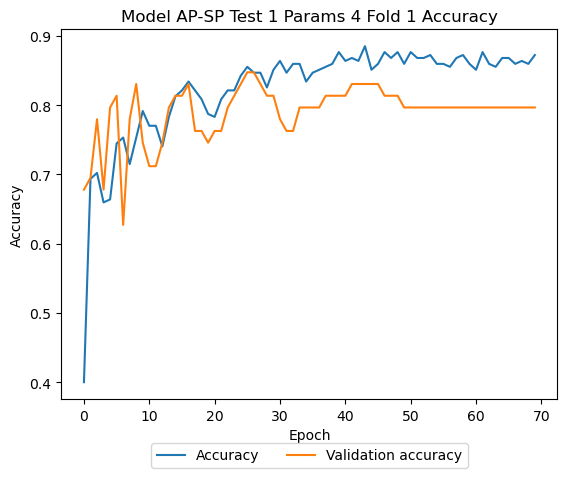 Model AP-SP Test 1 Params 4 Fold 1 Accuracy
Accuracy
0.9
0.8
0.7
0.6
0.5
0.4
0 10 20 30 40 50 60 70
Epoch
Accuracy Validation accuracy